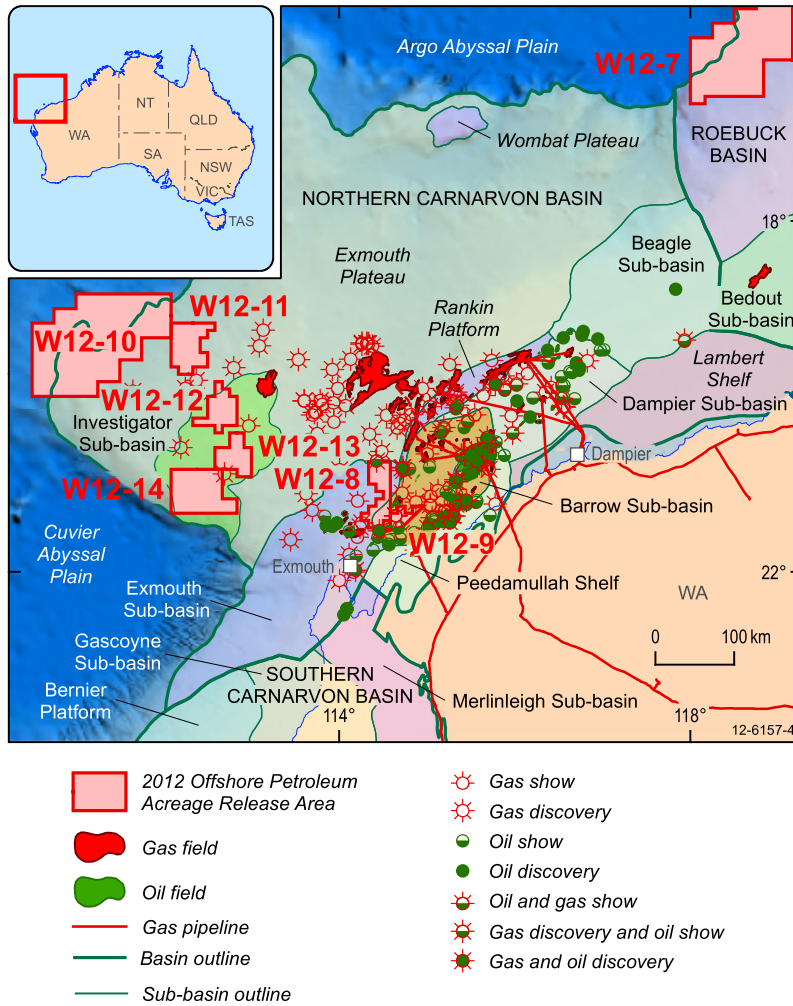 NT
QLD
WA
SA
NSW
VIC
TAS
Argo Abyssal Plain
W12-7
Wombat Plateau
ROEBUCK
BASIN
NORTHERN CARNARVON BASIN
18°
Exmouth
Plateau
Beagle
Sub-basin
Rankin
Platform
Bedout
Sub-basin
W12-11
W12-10
Lambert
Shelf
W12-12
Dampier Sub-basin
Investigator
Sub-basin
W12-13
Dampier
W12-8
W12-14
Barrow Sub-basin
Cuvier
Abyssal
Plain
W12-9
Exmouth
Peedamullah Shelf
22°
Exmouth
Sub-basin
WA
Gascoyne
Sub-basin
0 100 km
SOUTHERN
CARNARVON BASIN
Bernier
Platform
Merlinleigh Sub-basin
114°
118°
12-6157-4
2012 Offshore Petroleum
Acreage Release Area
Gas field
Oil field
Gas pipeline
Basin outline
Sub-basin outline
Gas show
Gas discovery
Oil show
Oil discovery
Oil and gas show
Gas discovery and oil show
Gas and oil discovery